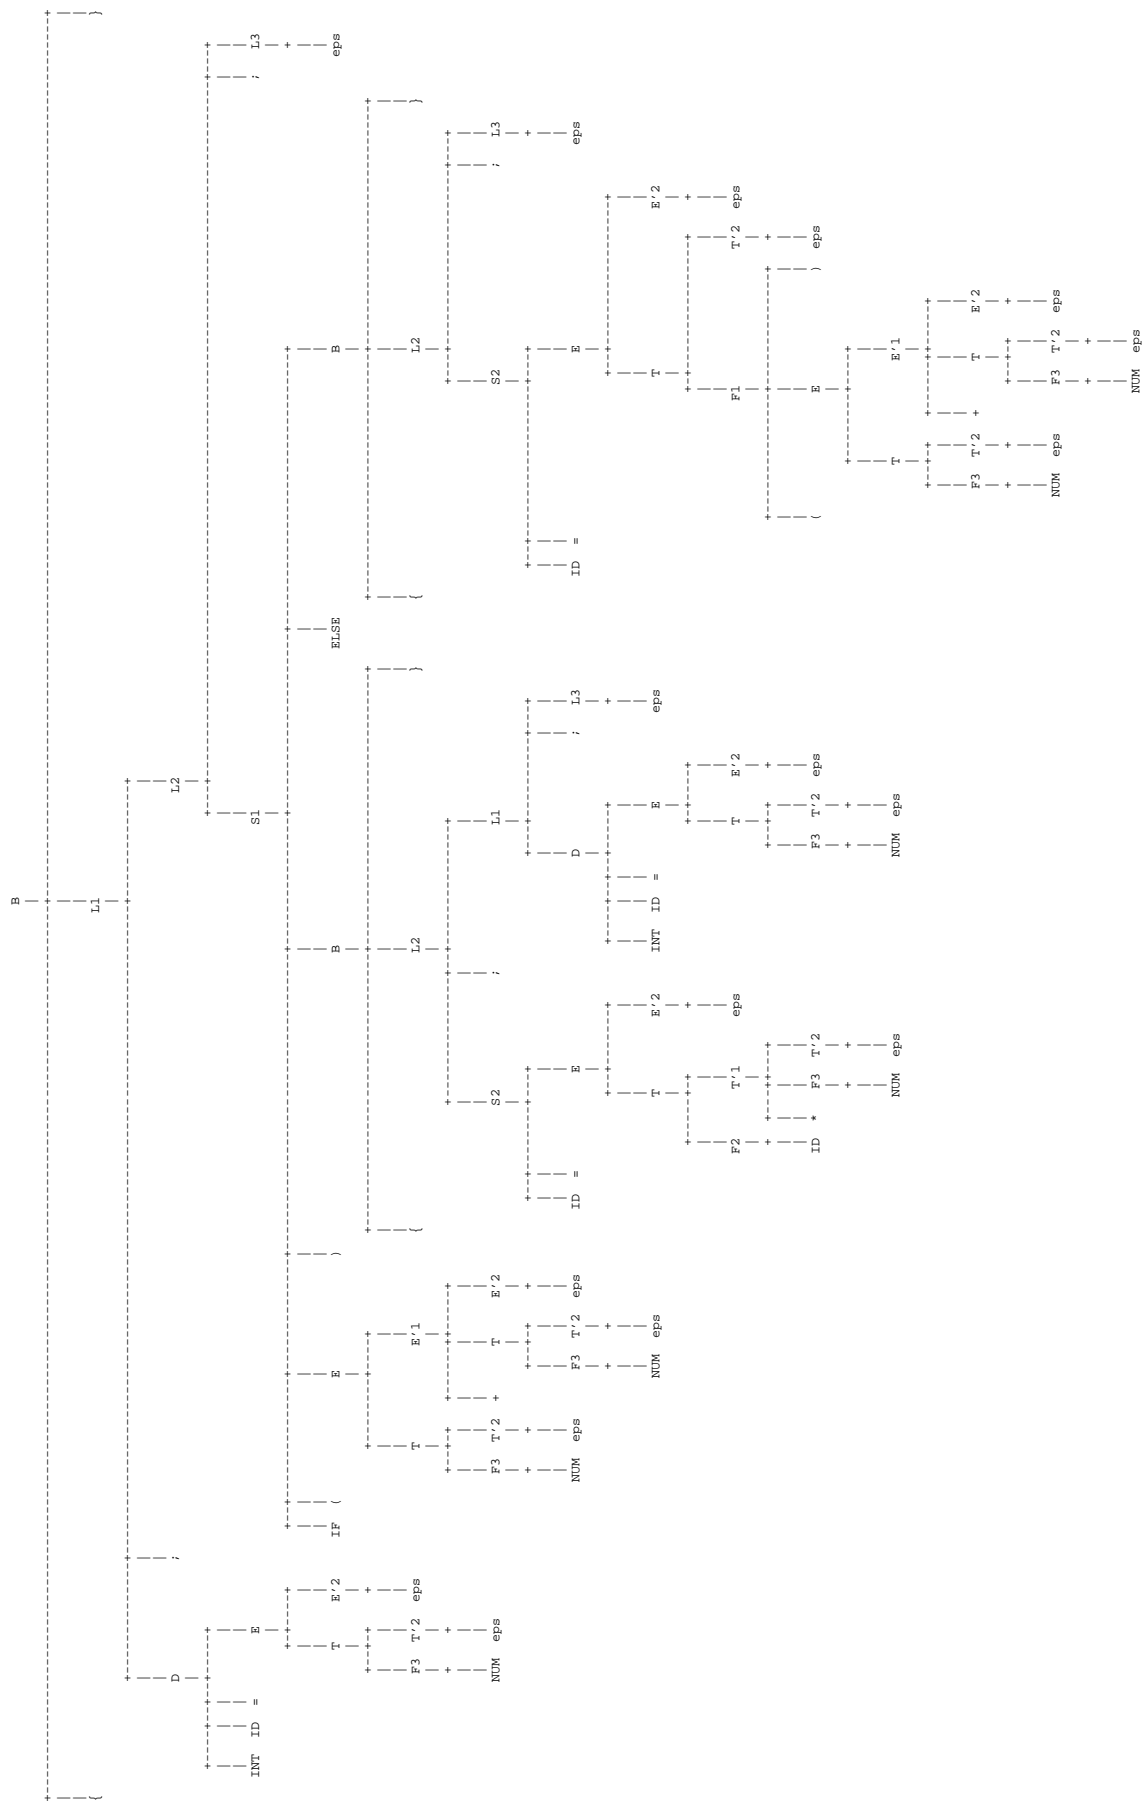 B
{ L1 }
D ; L2
INT ID = E S1 ; L3
T E'2 IF ( E ) B ELSE B eps
F3 T'2 eps T E'1 { L2 } { L2 }
NUM eps F3 T'2 + T E'2 S2 ; L1 S2 ; L3
NUM eps F3 T'2 eps ID = E D ; L3 ID = E eps
NUM eps T E'2 INT ID = E eps T E'2
F2 T'1 eps T E'2 F1 T'2 eps
ID * F3 T'2 F3 T'2 eps ( E ) eps
NUM eps NUM eps T E'1
F3 T'2 + T E'2
NUM eps F3 T'2 eps
NUM eps